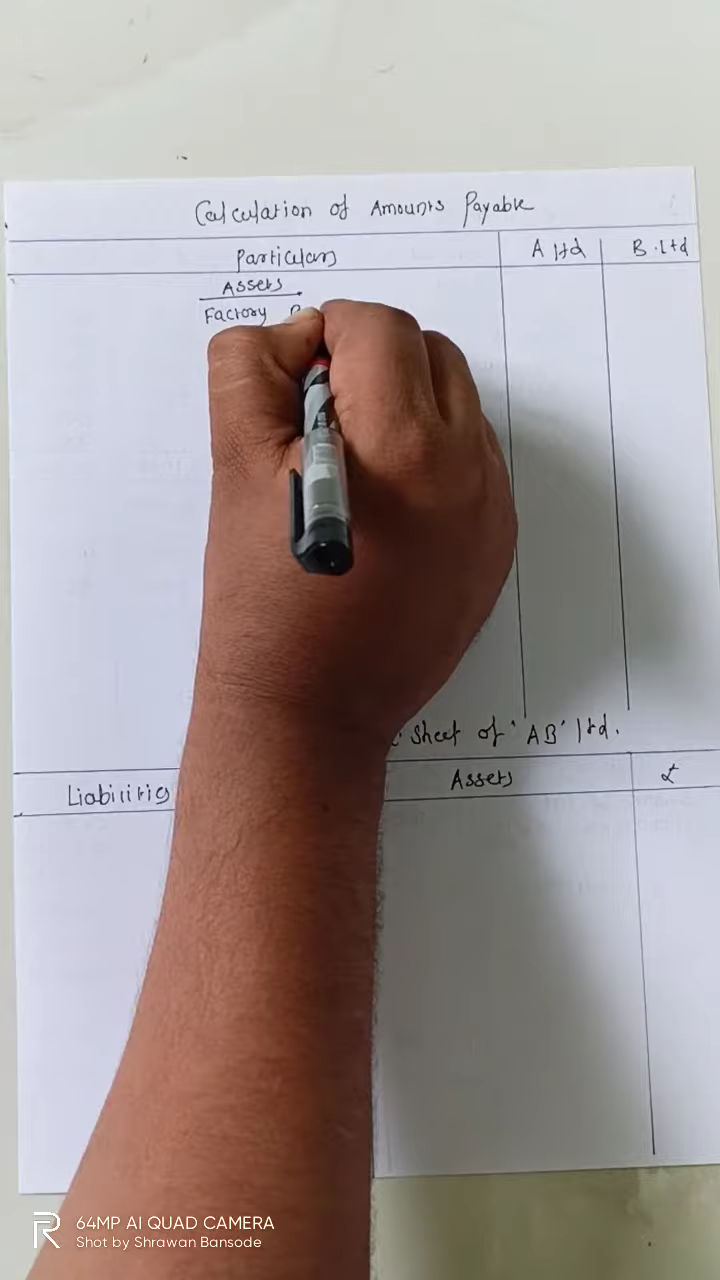 Calculation of Amounts Payable
Particulars A ltd B.Ltd
Assets
Factory
Sheet of 'AB' ltd.
Liabilities Assets
64MP AI QUAD CAMERA
Shot by Shrawan Bansode